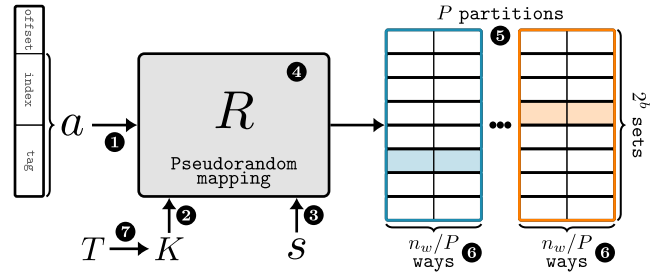 P partitions
offset
index
tag
a
1
4
R
Pseudorandom
mapping
5
2^b sets
2
3
7
T
K
s
n_w/P
ways
6
n_w/P
ways
6